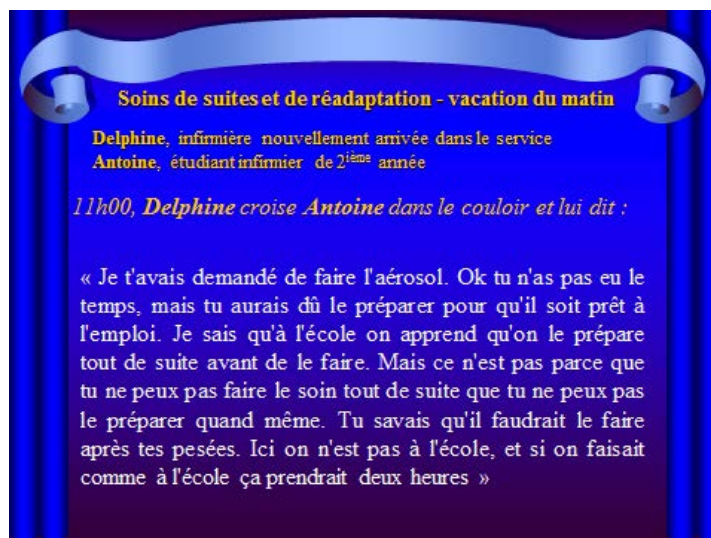 Soins de suites et de réadaptation - vacation du matin
Delphine, infirmière nouvellement arrivée dans le service
Antoine, étudiant infirmier de 2ième année
11h00, Delphine croise Antoine dans le couloir et lui dit :
« Je t'avais demandé de faire l'aérosol. Ok tu n'as pas eu le
temps, mais tu aurais dû le préparer pour qu'il soit prêt à
l'emploi. Je sais qu'à l'école on apprend qu'on le prépare
tout de suite avant de le faire. Mais ce n'est pas parce que
tu ne peux pas faire le soin tout de suite que tu ne peux pas
le préparer quand même. Tu savais qu'il faudrait le faire
après tes pesées. Ici on n'est pas à l'école, et si on faisait
comme à l'école ça prendrait deux heures »